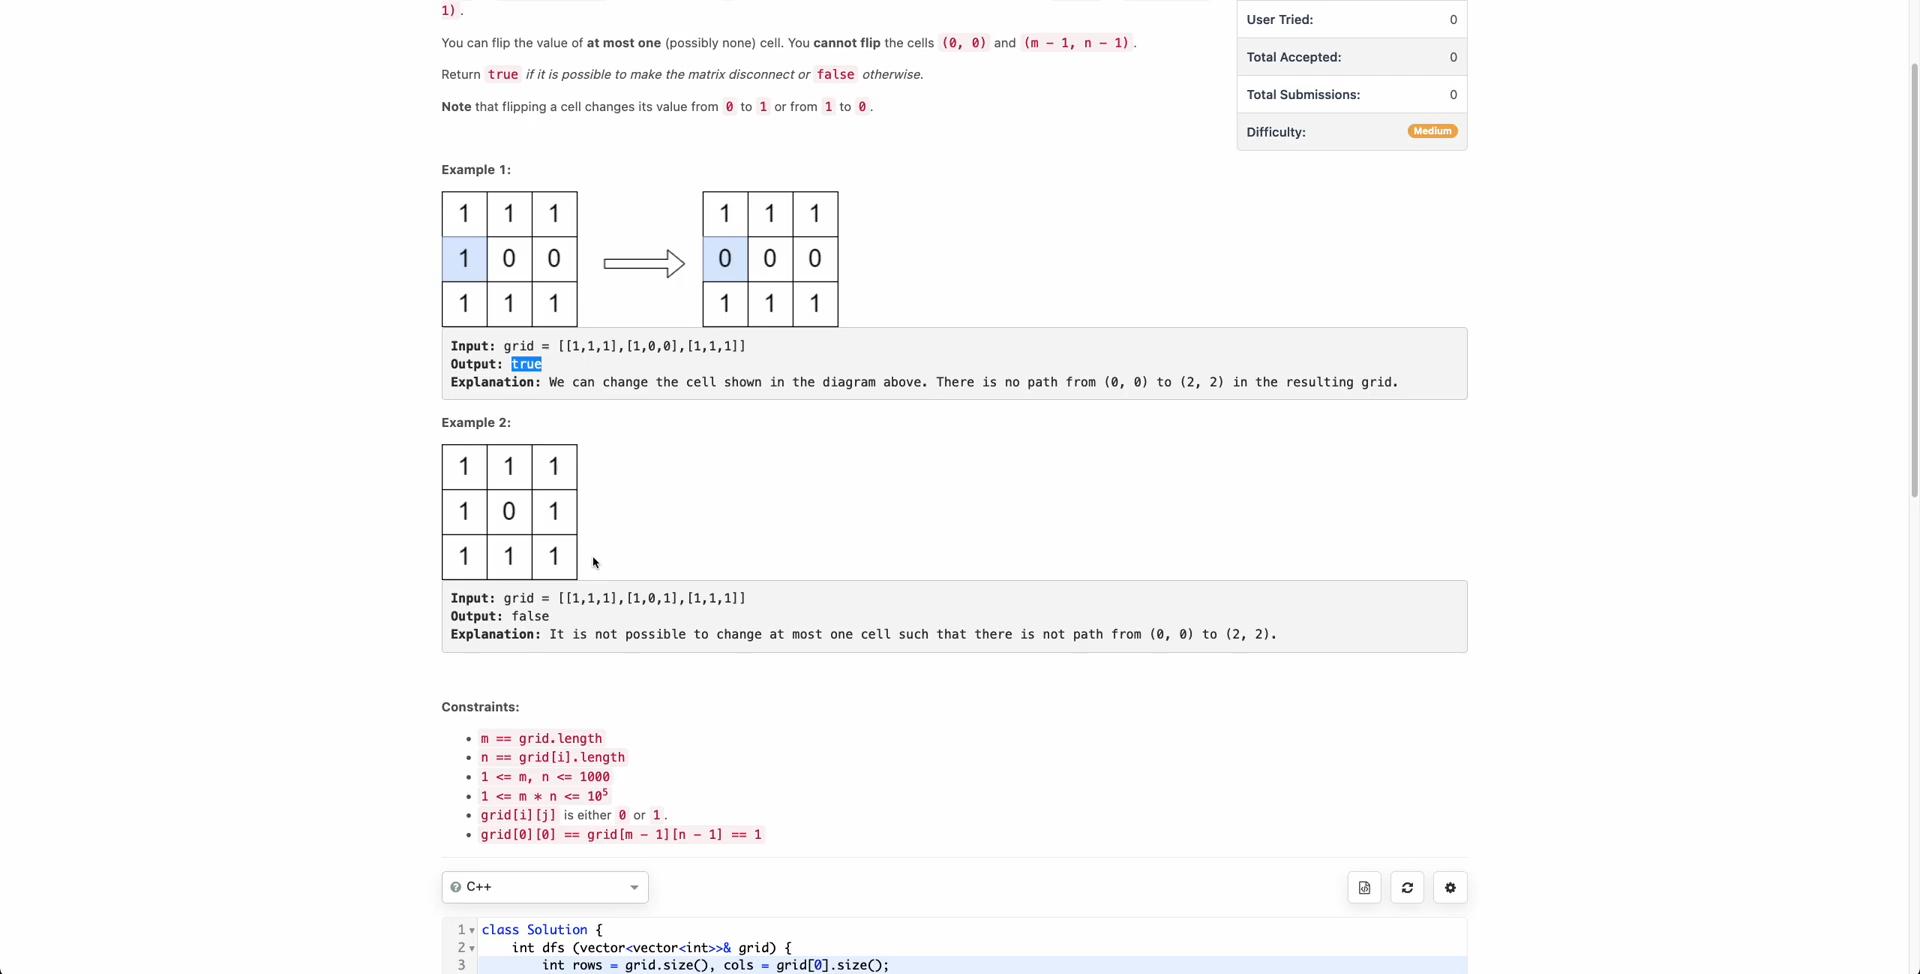 1) .
You can flip the value of at most one (possibly none) cell. You cannot flip the cells (0, 0) and (m - 1, n - 1) .
Return true if it is possible to make the matrix disconnect or false otherwise.
Note that flipping a cell changes its value from 0 to 1 or from 1 to 0 .
User Tried: 0
Total Accepted: 0
Total Submissions: 0
Difficulty: Medium
Example 1:
1 1 1 1 1 1
1 0 0 0 0 0
1 1 1 1 1 1
Input: grid = [[1,1,1],[1,0,0],[1,1,1]]
Output: true
Explanation: We can change the cell shown in the diagram above. There is no path from (0, 0) to (2, 2) in the resulting grid.
Example 2:
1 1 1
1 0 1
1 1 1
Input: grid = [[1,1,1],[1,0,1],[1,1,1]]
Output: false
Explanation: It is not possible to change at most one cell such that there is not path from (0, 0) to (2, 2).
Constraints:
m == grid.length
n == grid[i].length
1 <= m, n <= 1000
1 <= m * n <= 10⁵
grid[i][j] is either 0 or 1 .
grid[0][0] == grid[m - 1][n - 1] == 1
C++
1 class Solution {
2 int dfs (vector<vector<int>>& grid) {
3 int rows = grid.size(), cols = grid[0].size();